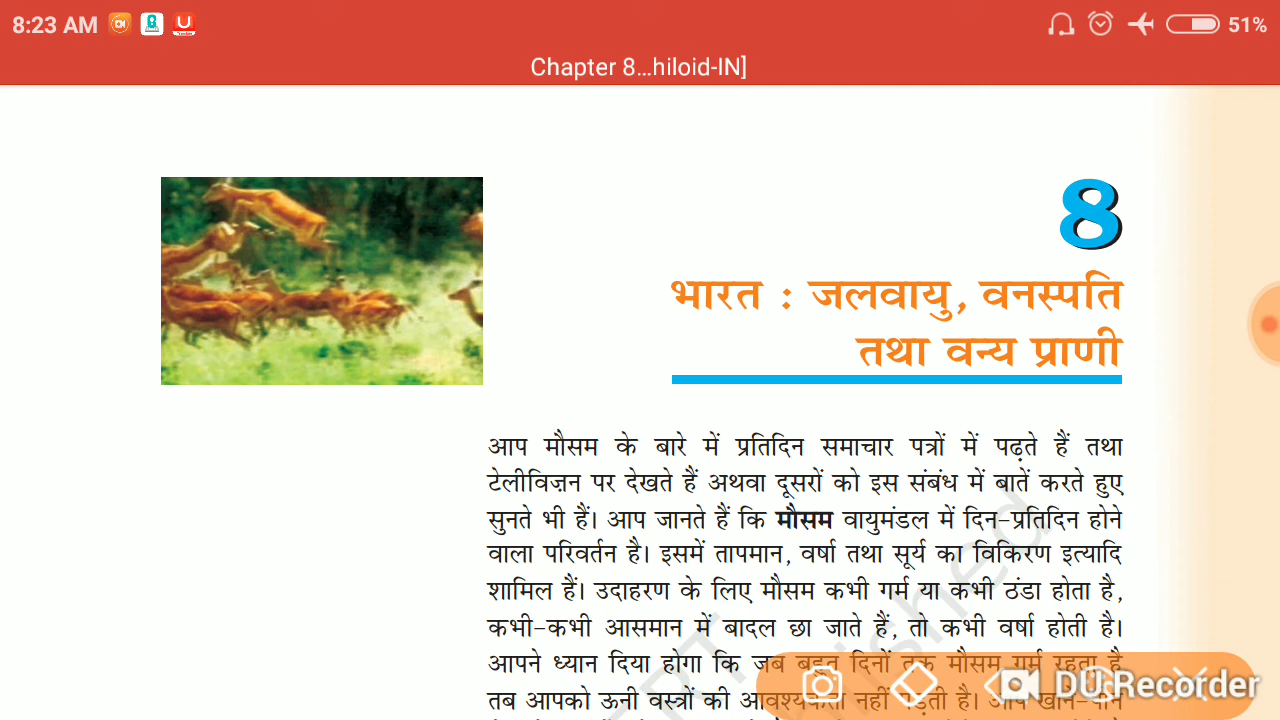 8:23 AM
51%
Chapter 8...hiloid-IN]
8
भारत : जलवायु, वनस्पति
तथा वन्य प्राणी
आप मौसम के बारे में प्रतिदिन समाचार पत्रों में पढ़ते हैं तथा
टेलीविज़न पर देखते हैं अथवा दूसरों को इस संबंध में बातें करते हुए
सुनते भी हैं। आप जानते हैं कि मौसम वायुमंडल में दिन-प्रतिदिन होने
वाला परिवर्तन है। इसमें तापमान, वर्षा तथा सूर्य का विकिरण इत्यादि
शामिल हैं। उदाहरण के लिए मौसम कभी गर्म या कभी ठंडा होता है,
कभी-कभी आसमान में बादल छा जाते हैं, तो कभी वर्षा होती है।
आपने ध्यान दिया होगा कि जब बहुत दिनों तक मौसम गर्म रहता है
तब आपको ऊनी वस्त्रों की आवश्यकता नहीं पड़ती है। आप खाने-पीने
DU Recorder